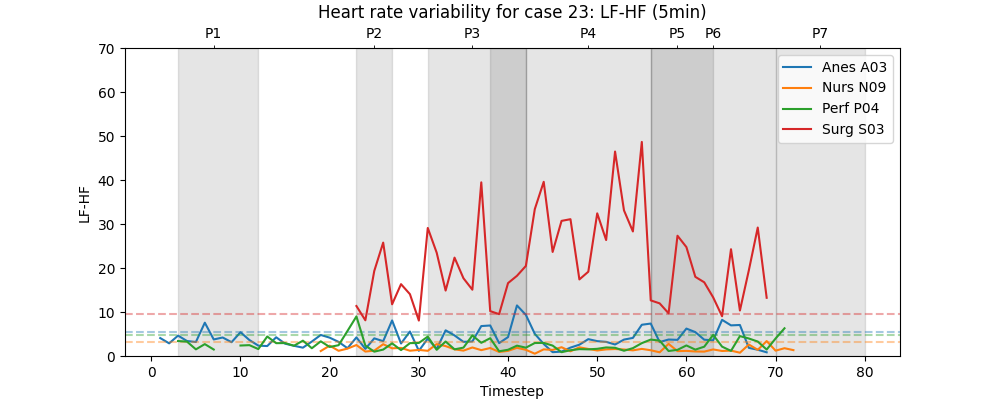 Heart rate variability for case 23: LF-HF (5min)
P1 P2 P3 P4 P5 P6 P7
70
60
50
40
30
20
10
0
LF-HF
Anes A03
Nurs N09
Perf P04
Surg S03
0 10 20 30 40 50 60 70 80
Timestep